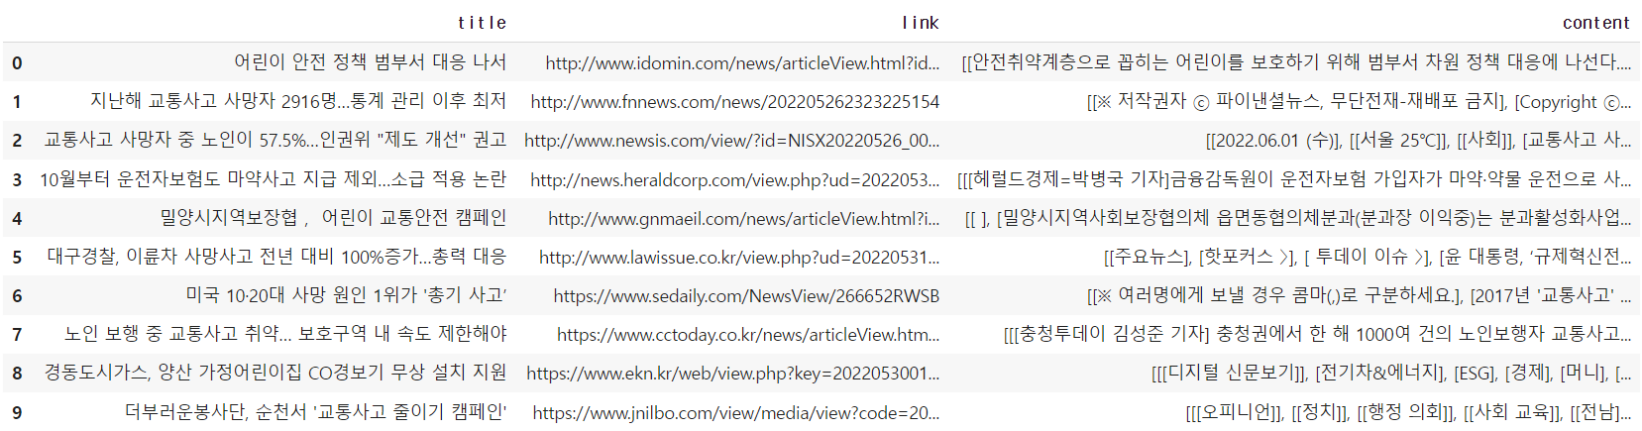 title link content
0 어린이 안전 정책 범부서 대응 나서 http://www.idomin.com/news/articleView.html?id... [[안전취약계층으로 꼽히는 어린이를 보호하기 위해 범부서 차원 정책 대응에 나선다....
1 지난해 교통사고 사망자 2916명...통계 관리 이후 최저 http://www.fnnews.com/news/202205262323225154 [[※ 저작권자 ⓒ 파이낸셜뉴스, 무단전재-재배포 금지], [Copyright ⓒ...
2 교통사고 사망자 중 노인이 57.5%...인권위 "제도 개선" 권고 http://www.newsis.com/view/?id=NISX20220526_00... [[2022.06.01 (수)], [[서울 25℃]], [[사회]], [교통사고 사...
3 10월부터 운전자보험도 마약사고 지급 제외...소급 적용 논란 http://news.heraldcorp.com/view.php?ud=2022053... [[[헤럴드경제=박병국 기자]금융감독원이 운전자보험 가입자가 마약·약물 운전으로 사...
4 밀양시지역보장협 , 어린이 교통안전 캠페인 http://www.gnmaeil.com/news/articleView.html?i... [[ ], [밀양시지역사회보장협의체 읍면동협의체분과(분과장 이익중)는 분과활성화사업...
5 대구경찰, 이륜차 사망사고 전년 대비 100%증가...총력 대응 http://www.lawissue.co.kr/view.php?ud=20220531... [[주요뉴스], [핫포커스 〉], [ 투데이 이슈 〉], [윤 대통령, ‘규제혁신전...
6 미국 10·20대 사망 원인 1위가 '총기 사고' https://www.sedaily.com/NewsView/266652RWSB [[※ 여러명에게 보낼 경우 콤마(,)로 구분하세요.], [2017년 '교통사고' ...
7 노인 보행 중 교통사고 취약... 보호구역 내 속도 제한해야 https://www.cctoday.co.kr/news/articleView.htm... [[[충청투데이 김성준 기자] 충청권에서 한 해 1000여 건의 노인보행자 교통사고...
8 경동도시가스, 양산 가정어린이집 CO경보기 무상 설치 지원 https://www.ekn.kr/web/view.php?key=2022053001... [[[디지털 신문보기]], [전기차&에너지], [ESG], [경제], [머니], [...
9 더부러운봉사단, 순천서 '교통사고 줄이기 캠페인' https://www.jnilbo.com/view/media/view?code=20... [[[오피니언]], [[정치]], [[행정 의회]], [[사회 교육]], [[전남]...